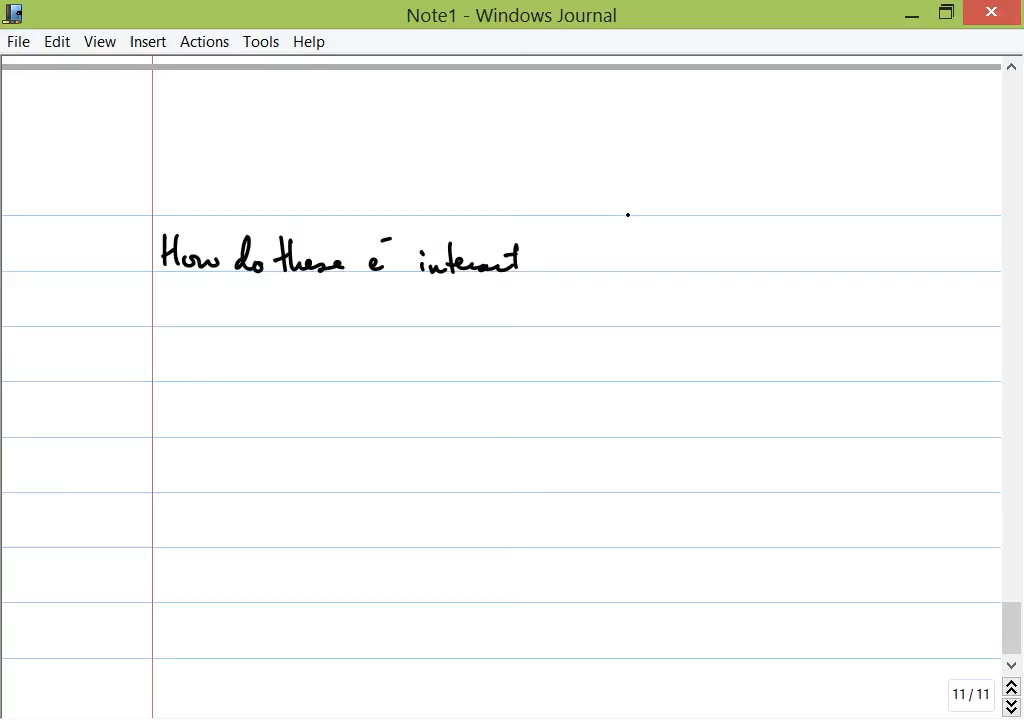 Note1 - Windows Journal
File Edit View Insert Actions Tools Help
How do these e⁻ interact
11 / 11